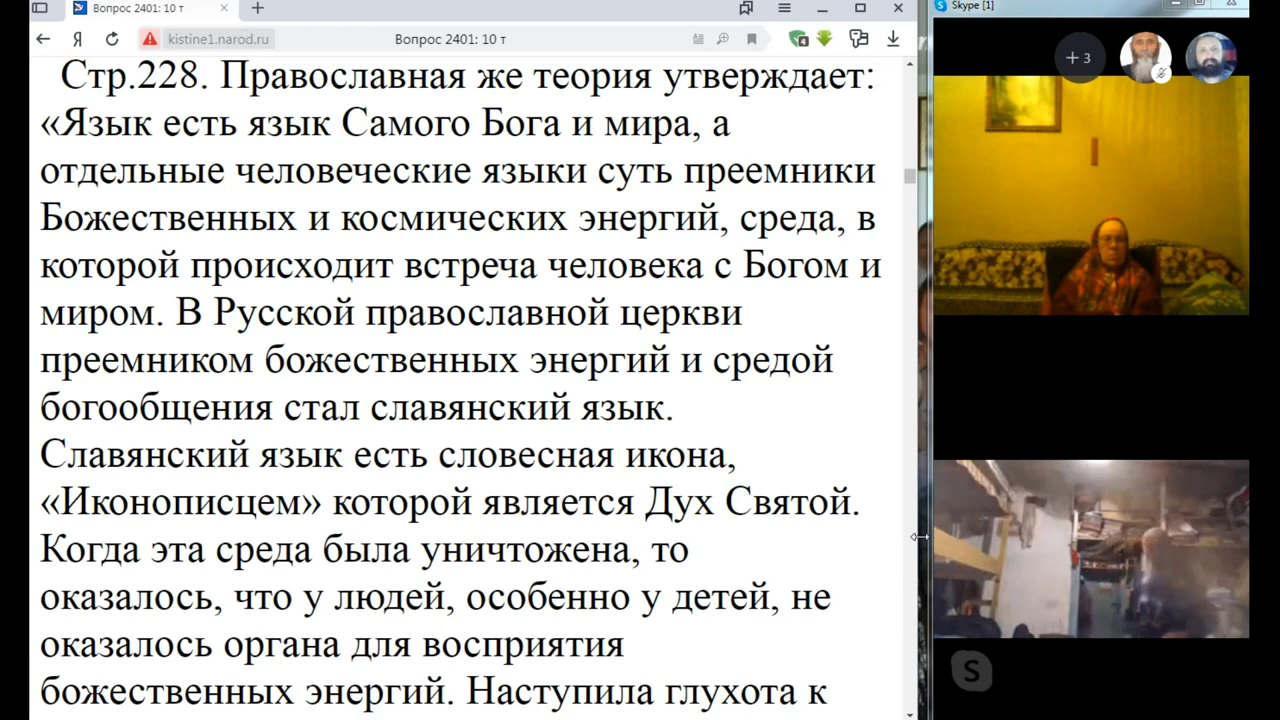 Вопрос 2401: 10 т
Skype [1]
Я
kistine1.narod.ru
Вопрос 2401: 10 т
4
+3
Стр.228. Православная же теория утверждает:
«Язык есть язык Самого Бога и мира, а
отдельные человеческие языки суть преемники
Божественных и космических энергий, среда, в
которой происходит встреча человека с Богом и
миром. В Русской православной церкви
преемником божественных энергий и средой
богообщения стал славянский язык.
Славянский язык есть словесная икона,
«Иконописцем» которой является Дух Святой.
Когда эта среда была уничтожена, то
оказалось, что у людей, особенно у детей, не
оказалось органа для восприятия
божественных энергий. Наступила глухота к
S